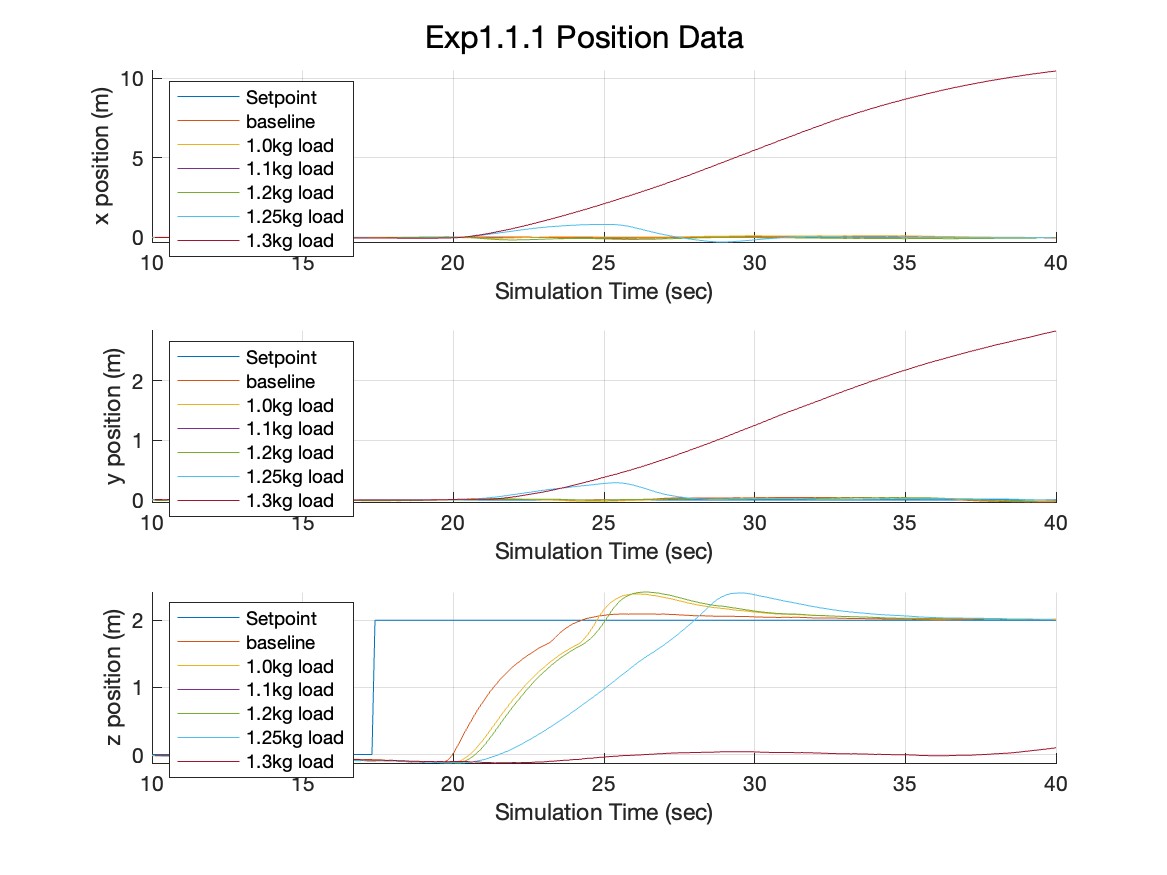 Exp1.1.1 Position Data
x position (m)
10
5
0
Setpoint
baseline
1.0kg load
1.1kg load
1.2kg load
1.25kg load
1.3kg load
10 15 20 25 30 35 40
Simulation Time (sec)
y position (m)
2
1
0
Setpoint
baseline
1.0kg load
1.1kg load
1.2kg load
1.25kg load
1.3kg load
10 15 20 25 30 35 40
Simulation Time (sec)
z position (m)
2
1
0
Setpoint
baseline
1.0kg load
1.1kg load
1.2kg load
1.25kg load
1.3kg load
10 15 20 25 30 35 40
Simulation Time (sec)